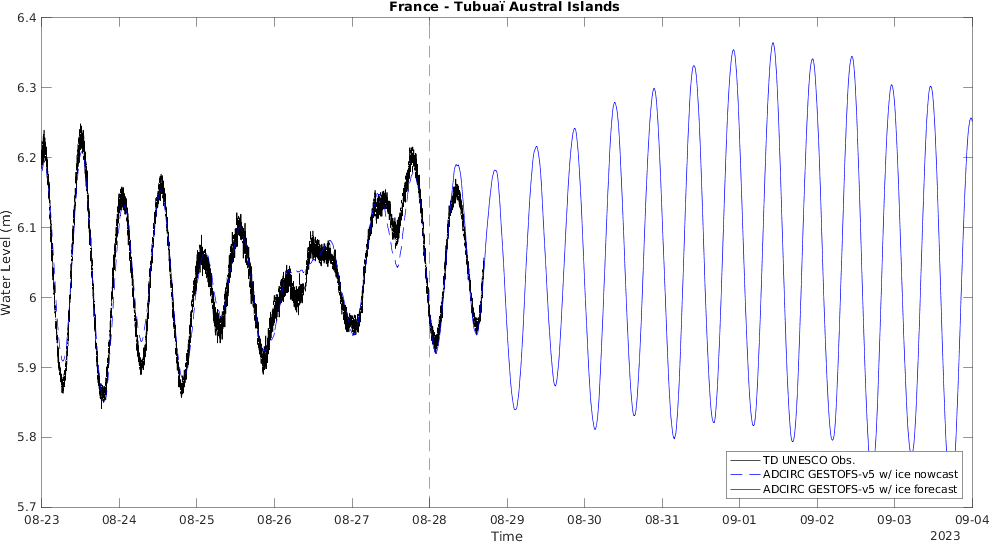 France - Tubuaï Austral Islands
Water Level (m)
6.4
6.3
6.2
6.1
6
5.9
5.8
5.7
TD UNESCO Obs.
ADCIRC GESTOFS-v5 w/ ice nowcast
ADCIRC GESTOFS-v5 w/ ice forecast
08-23 08-24 08-25 08-26 08-27 08-28 08-29 08-30 08-31 09-01 09-02 09-03 09-04
Time
2023